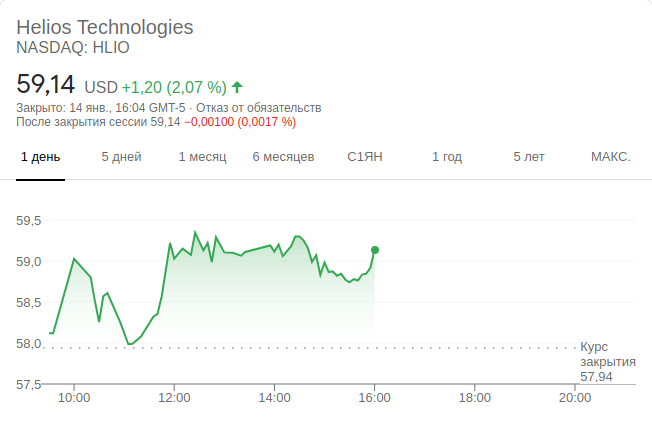 Helios Technologies
NASDAQ: HLIO
59,14 USD +1,20 (2,07 %)
Закрыто: 14 янв., 16:04 GMT-5 · Отказ от обязательств
После закрытия сессии 59,14 −0,00100 (0,0017 %)
1 день 5 дней 1 месяц 6 месяцев С1ЯН 1 год 5 лет МАКС.
59,5
59,0
58,5
58,0
57,5
Курс
закрытия
57,94
10:00 12:00 14:00 16:00 18:00 20:00